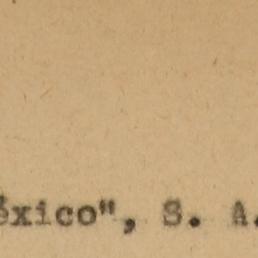 éxico", S. A.